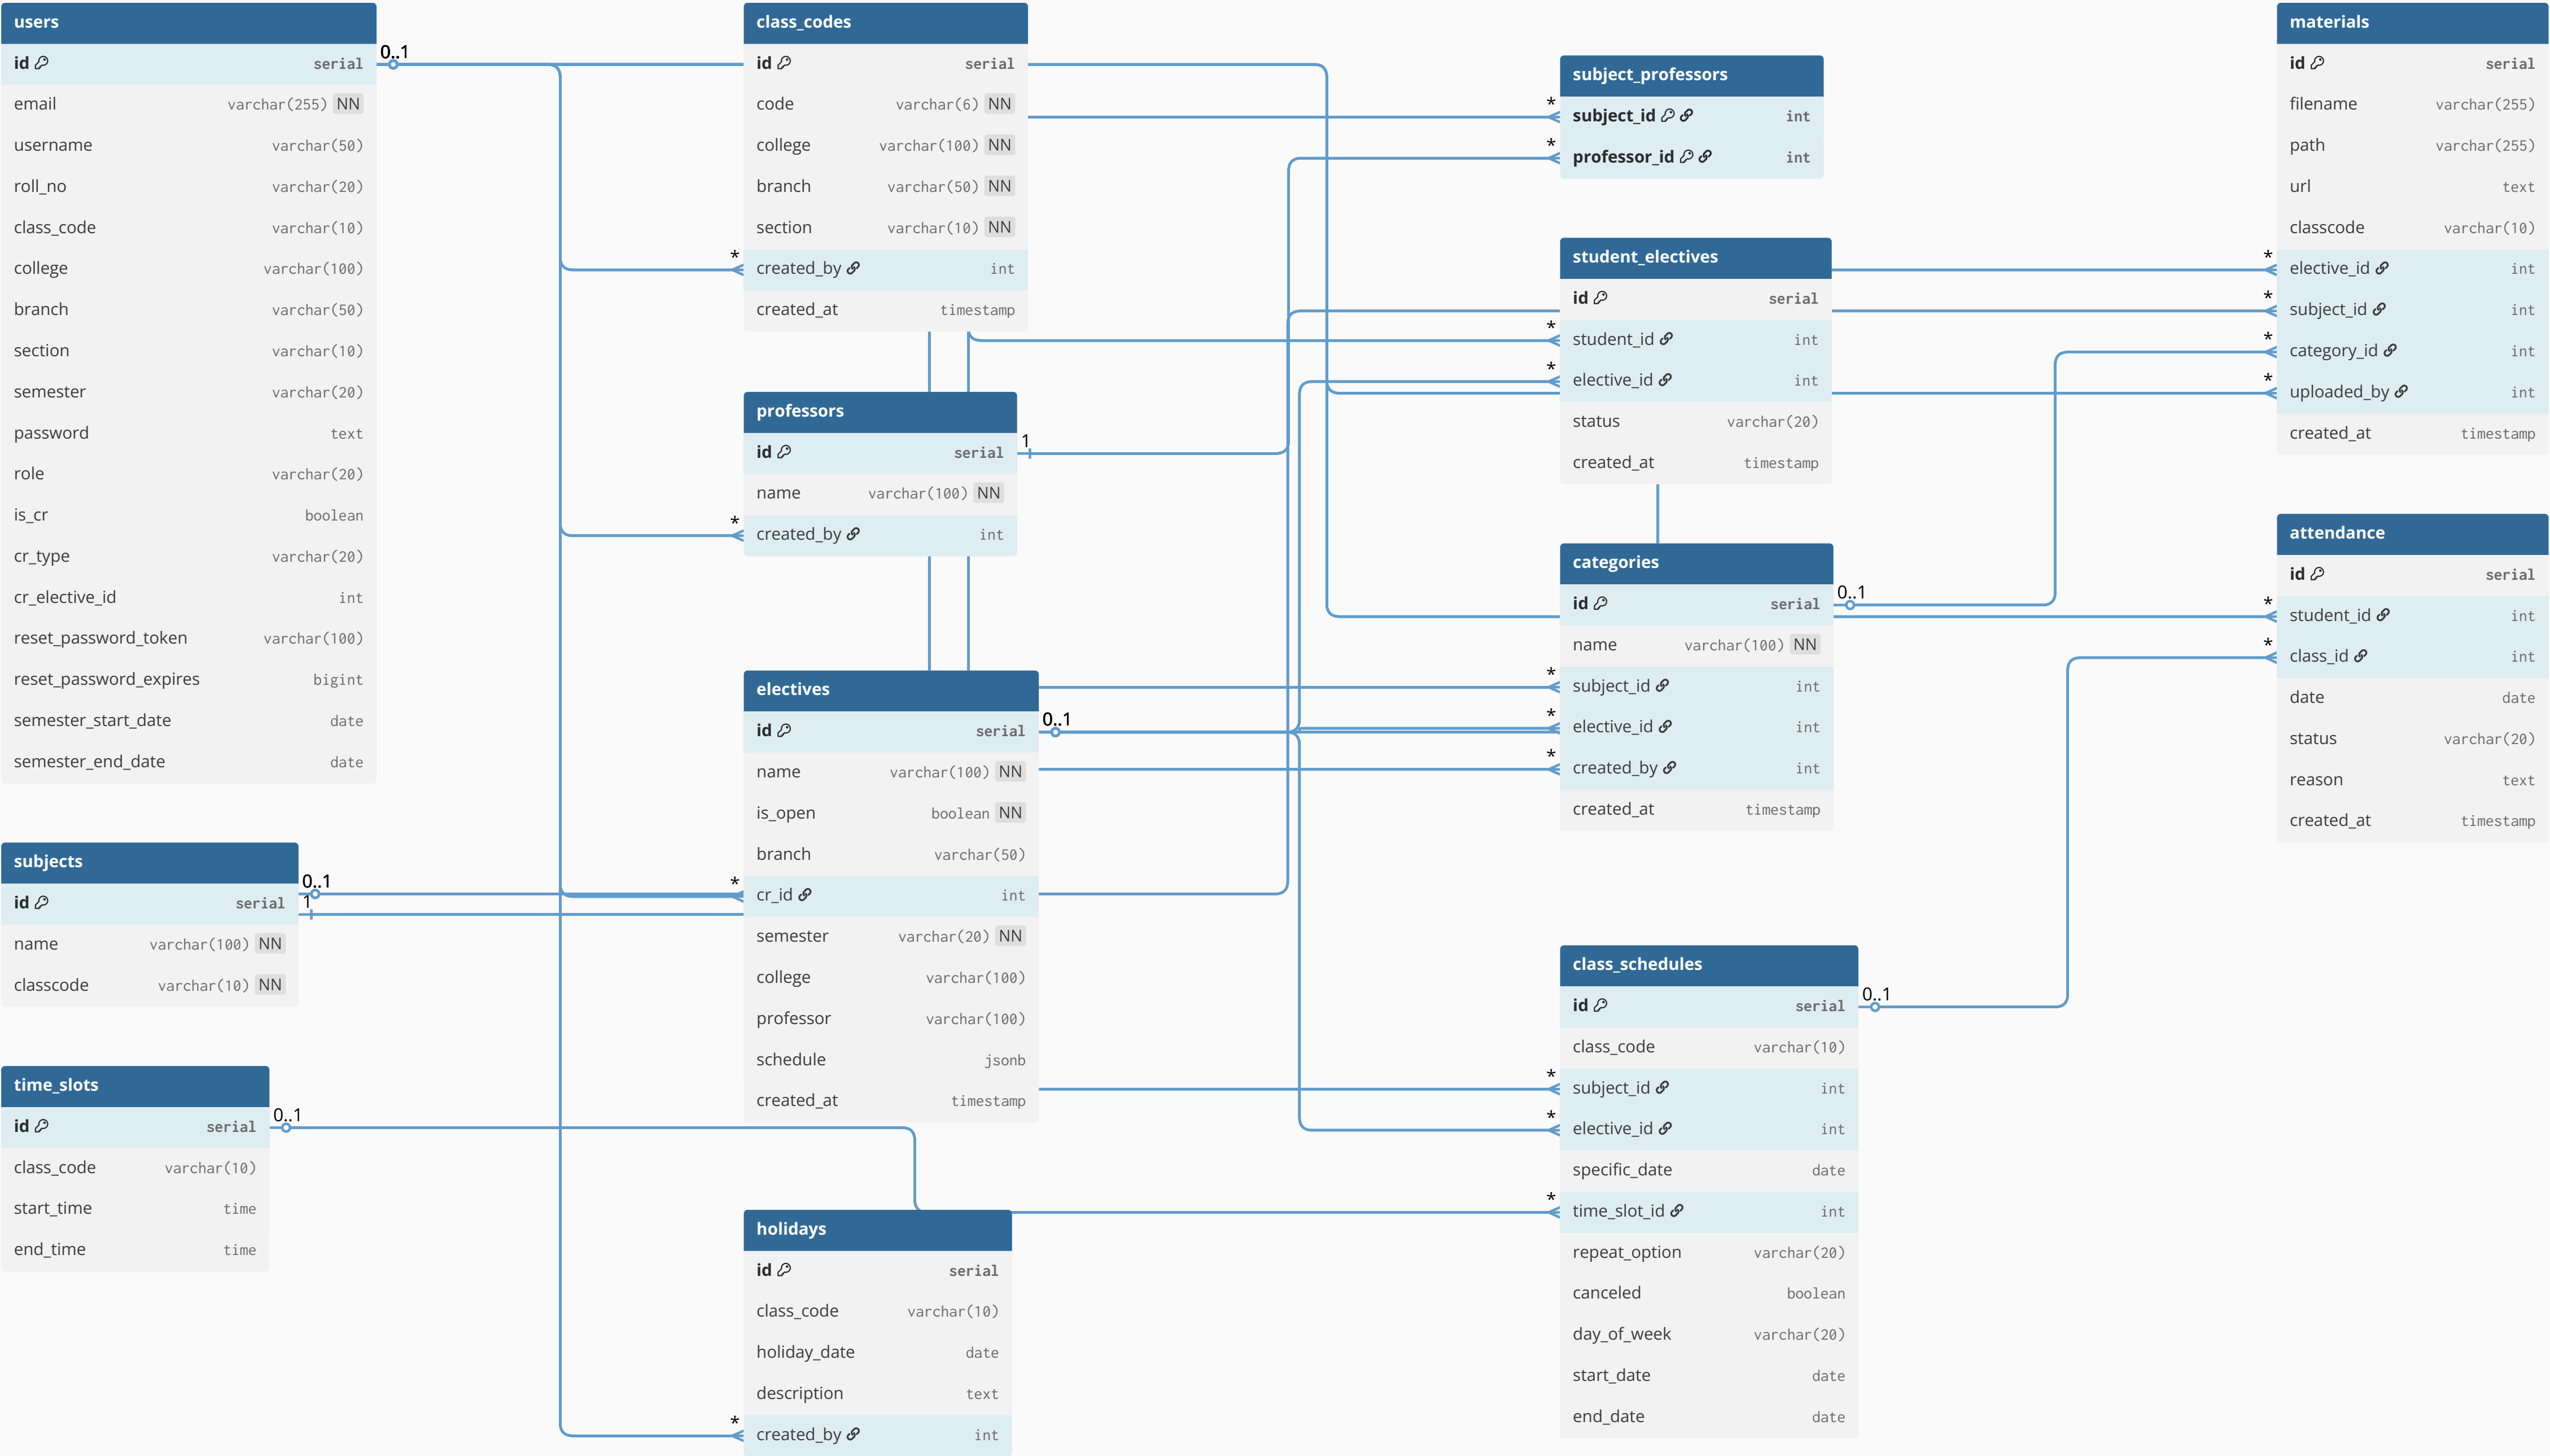 users
0..1
id serial
email varchar(255) NN
username varchar(50)
roll_no varchar(20)
class_code varchar(10)
college varchar(100)
branch varchar(50)
section varchar(10)
semester varchar(20)
password text
role varchar(20)
is_cr boolean
cr_type varchar(20)
cr_elective_id int
reset_password_token varchar(100)
reset_password_expires bigint
semester_start_date date
semester_end_date date
subjects
0..1
id serial
1
name varchar(100) NN
classcode varchar(10) NN
time_slots
0..1
id serial
class_code varchar(10)
start_time time
end_time time
class_codes
id serial
code varchar(6) NN
college varchar(100) NN
branch varchar(50) NN
section varchar(10) NN
*
created_by int
created_at timestamp
professors
1
id serial
name varchar(100) NN
*
created_by int
electives
0..1
id serial
name varchar(100) NN
is_open boolean NN
branch varchar(50)
*
cr_id int
semester varchar(20) NN
college varchar(100)
professor varchar(100)
schedule jsonb
created_at timestamp
holidays
id serial
class_code varchar(10)
holiday_date date
description text
*
created_by int
subject_professors
*
subject_id int
*
professor_id int
student_electives
id serial
*
student_id int
*
elective_id int
status varchar(20)
created_at timestamp
categories
0..1
id serial
name varchar(100) NN
*
subject_id int
*
elective_id int
*
created_by int
created_at timestamp
class_schedules
0..1
id serial
class_code varchar(10)
*
subject_id int
*
elective_id int
specific_date date
*
time_slot_id int
repeat_option varchar(20)
canceled boolean
day_of_week varchar(20)
start_date date
end_date date
materials
id serial
filename varchar(255)
path varchar(255)
url text
classcode varchar(10)
*
elective_id int
*
subject_id int
*
category_id int
*
uploaded_by int
created_at timestamp
attendance
id serial
*
student_id int
*
class_id int
date date
status varchar(20)
reason text
created_at timestamp